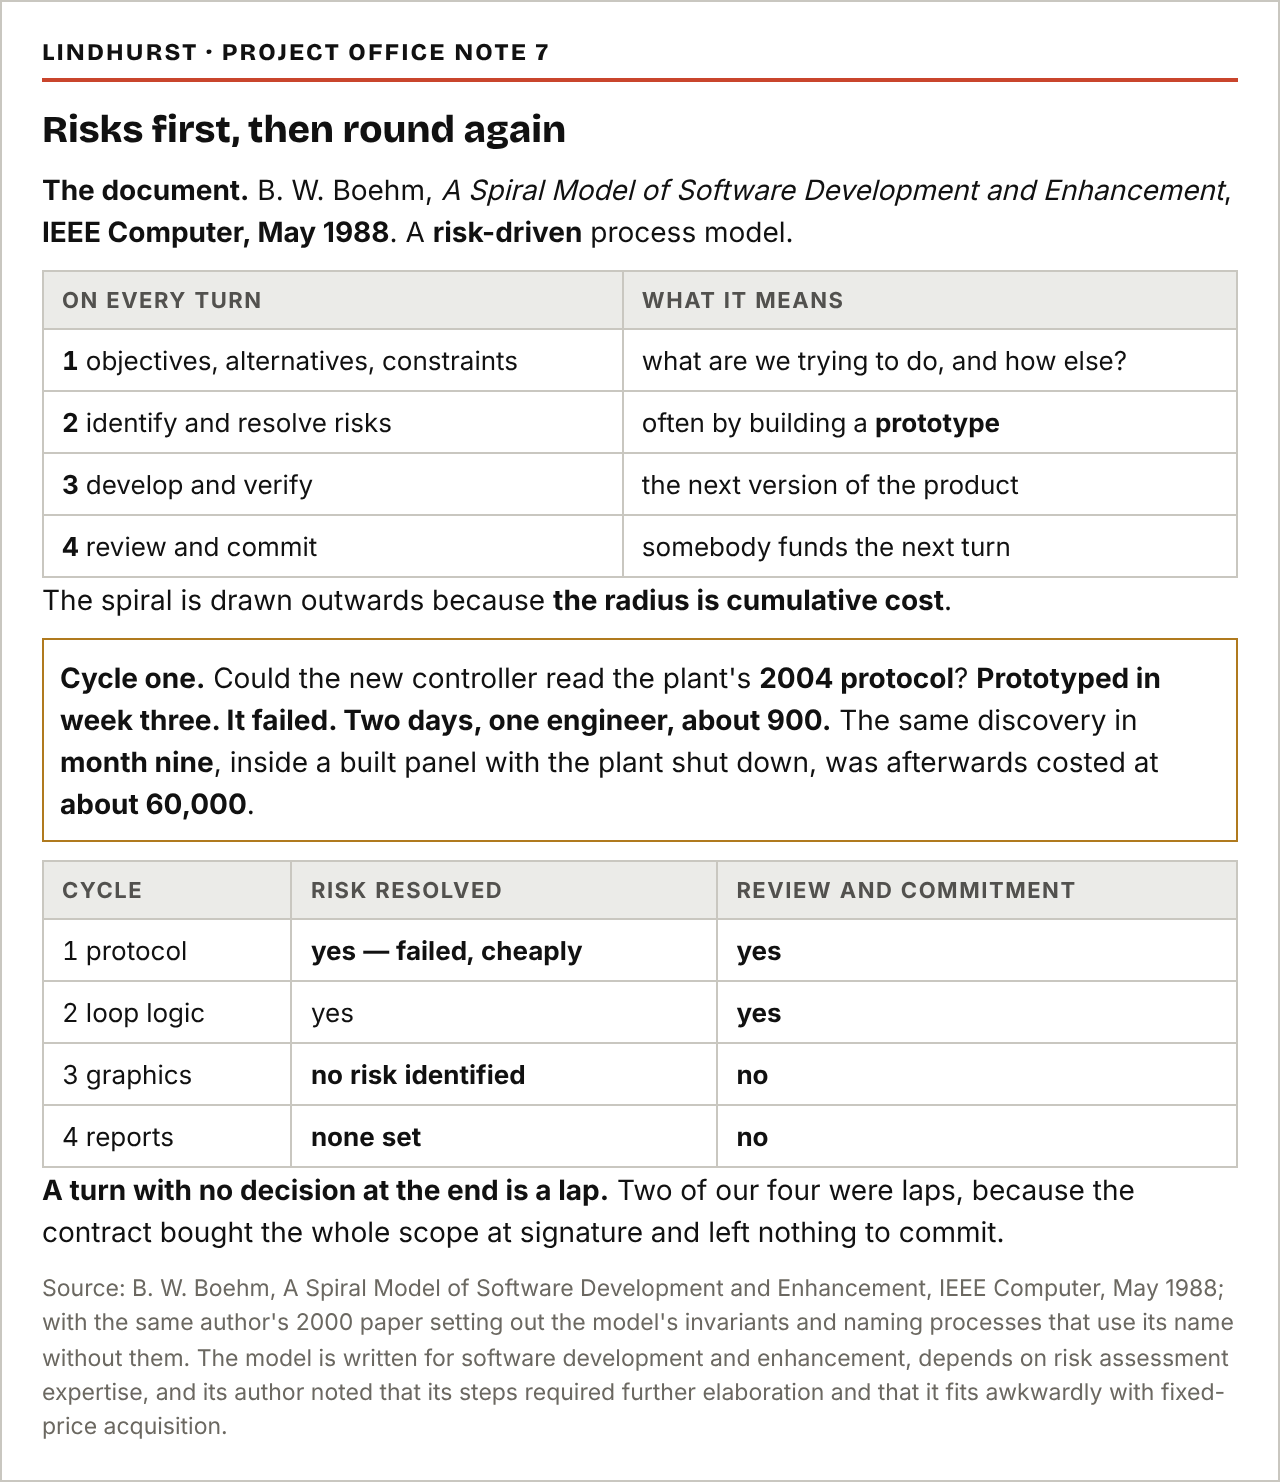 LINDHURST · PROJECT OFFICE NOTE 7
Risks first, then round again
The document. B. W. Boehm, A Spiral Model of Software Development and Enhancement,
IEEE Computer, May 1988. A risk-driven process model.
ON EVERY TURN WHAT IT MEANS
1 objectives, alternatives, constraints what are we trying to do, and how else?
2 identify and resolve risks often by building a prototype
3 develop and verify the next version of the product
4 review and commit somebody funds the next turn
The spiral is drawn outwards because the radius is cumulative cost.
Cycle one. Could the new controller read the plant's 2004 protocol? Prototyped in
week three. It failed. Two days, one engineer, about 900. The same discovery in
month nine, inside a built panel with the plant shut down, was afterwards costed at
about 60,000.
CYCLE RISK RESOLVED REVIEW AND COMMITMENT
1 protocol yes — failed, cheaply yes
2 loop logic yes yes
3 graphics no risk identified no
4 reports none set no
A turn with no decision at the end is a lap. Two of our four were laps, because the
contract bought the whole scope at signature and left nothing to commit.
Source: B. W. Boehm, A Spiral Model of Software Development and Enhancement, IEEE Computer, May 1988;
with the same author's 2000 paper setting out the model's invariants and naming processes that use its name
without them. The model is written for software development and enhancement, depends on risk assessment
expertise, and its author noted that its steps required further elaboration and that it fits awkwardly with fixed-
price acquisition.